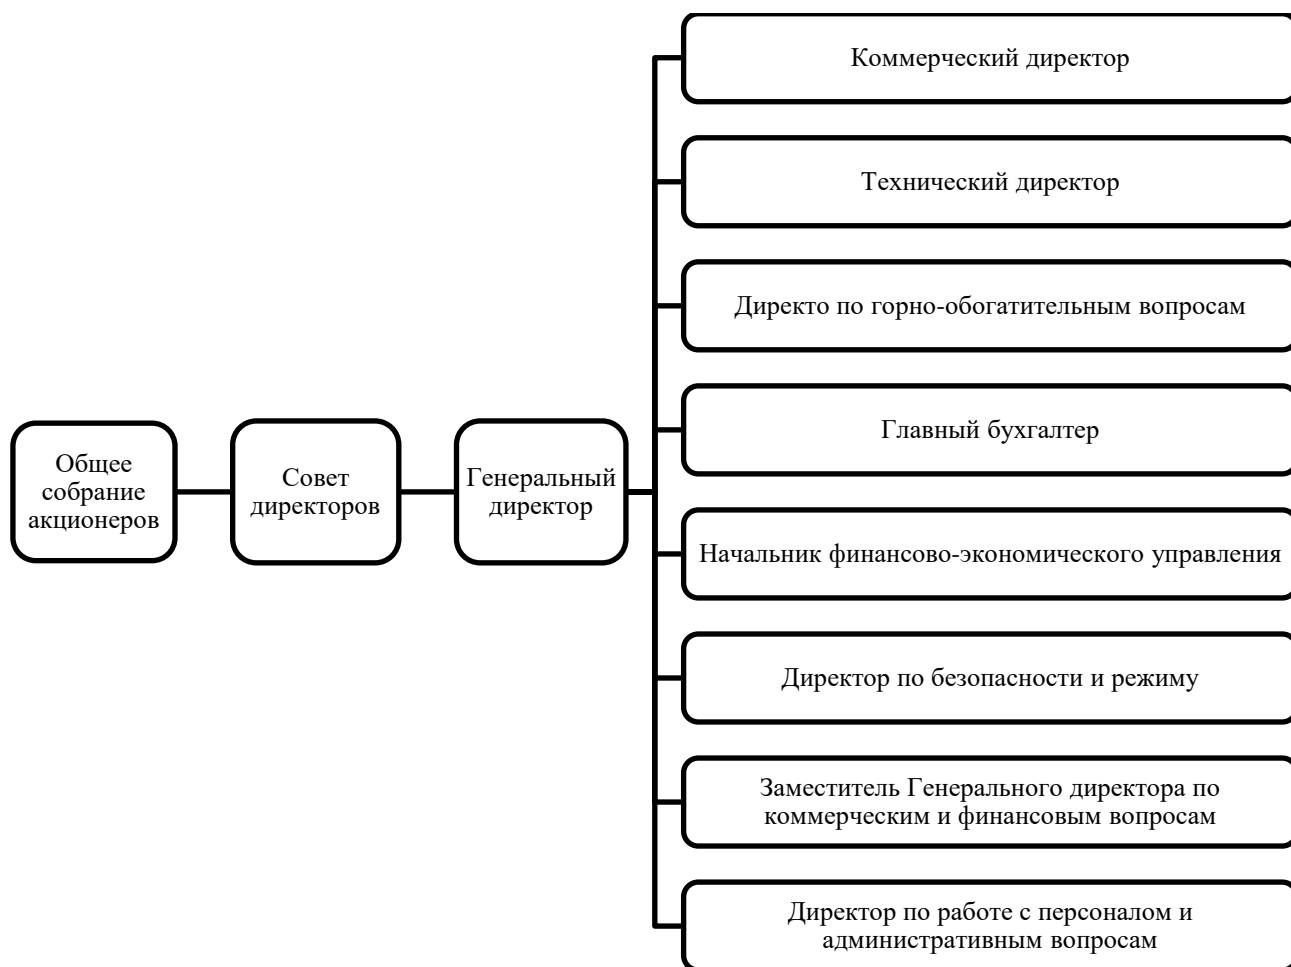 Общее
собрание
акционеров
Совет
директоров
Генеральный
директор
Коммерческий директор
Технический директор
Директо по горно-обогатительным вопросам
Главный бухгалтер
Начальник финансово-экономического управления
Директор по безопасности и режиму
Заместитель Генерального директора по
коммерческим и финансовым вопросам
Директор по работе с персоналом и
административным вопросам